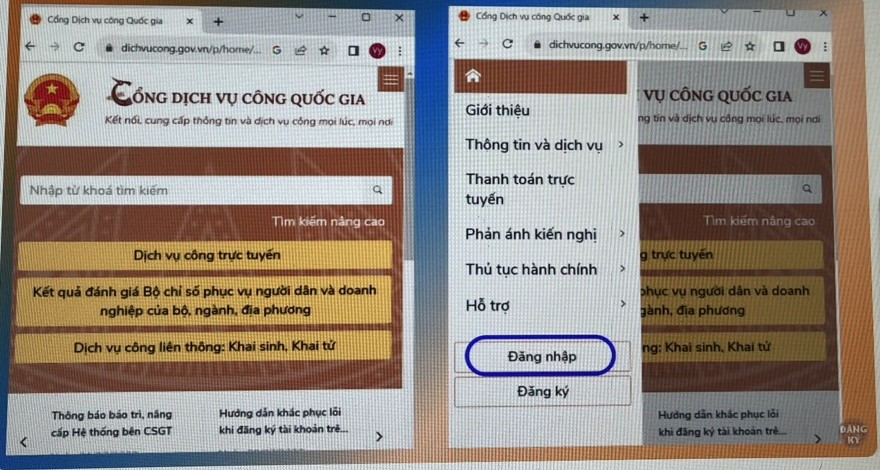 Cổng Dịch vụ công Quốc gia
dichvucong.gov.vn/p/home/...
Vy
CỔNG DỊCH VỤ CÔNG QUỐC GIA
Kết nối, cung cấp thông tin và dịch vụ công mọi lúc, mọi nơi
Nhập từ khoá tìm kiếm
Tìm kiếm nâng cao
Dịch vụ công trực tuyến
Kết quả đánh giá Bộ chỉ số phục vụ người dân và doanh
nghiệp của bộ, ngành, địa phương
Dịch vụ công liên thông: Khai sinh, Khai tử
Thông báo bảo trì, nâng
cấp Hệ thống bên CSGT
Hướng dẫn khắc phục lỗi
khi đăng ký tài khoản trê...
Cổng Dịch vụ công Quốc gia
dichvucong.gov.vn/p/home/...
Vy
Giới thiệu
Thông tin và dịch vụ
Thanh toán trực
tuyến
Phản ánh kiến nghị
Thủ tục hành chính
Hỗ trợ
Đăng nhập
Đăng ký
VỤ CÔNG QUỐC GIA
ng tin và dịch vụ công mọi lúc, mọi nơi
Tìm kiếm nâng cao
g trực tuyến
phục vụ người dân và doanh
gành, địa phương
ng: Khai sinh, Khai tử
Hướng dẫn khắc phục lỗi
khi đăng ký tài khoản trê...
ĐĂNG
KÝ